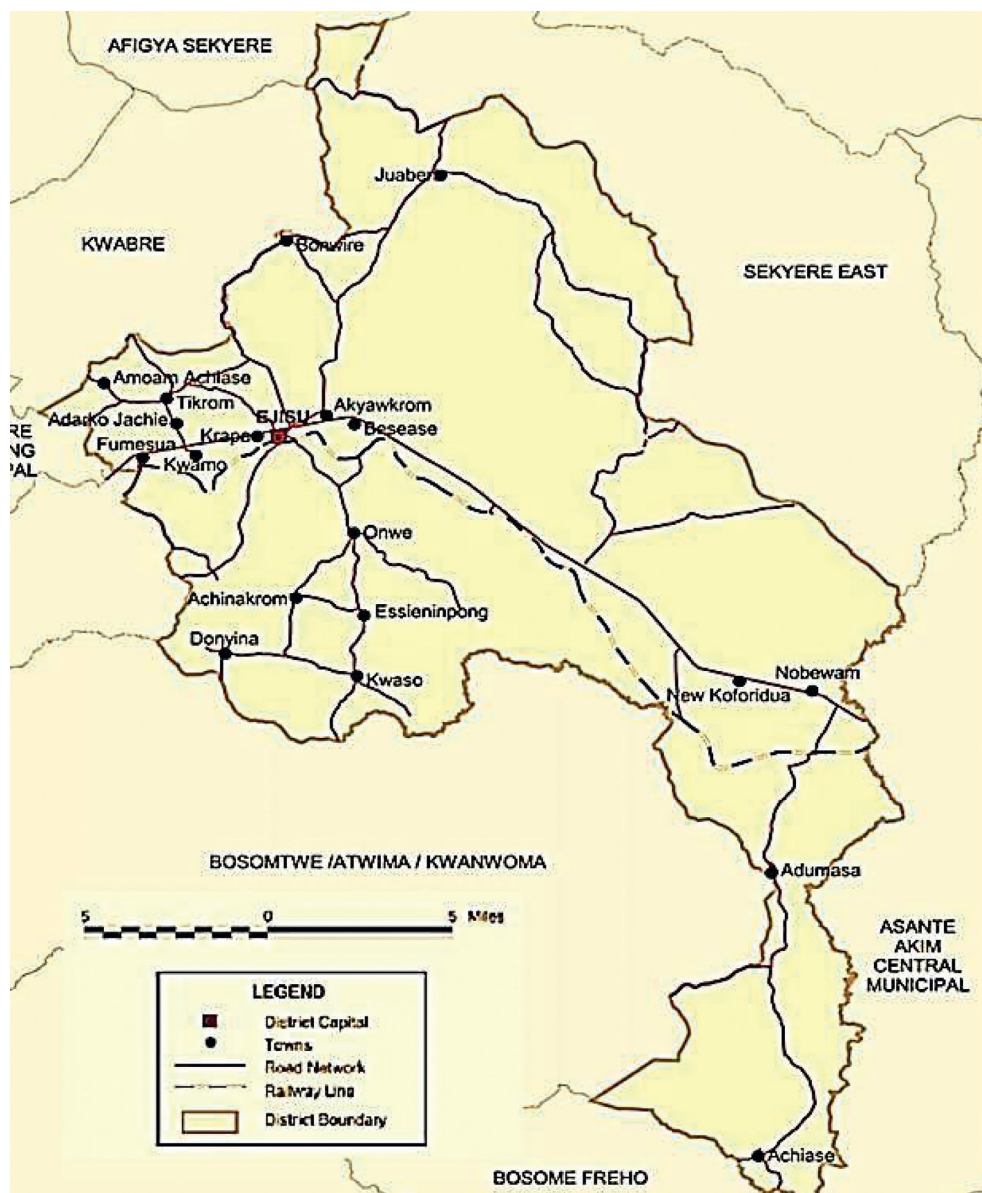 AFIGYA SEKYERE
Juaben
KWABRE
Bonwire
SEKYERE EAST
Amoam Achiase
Tikrom
EJISU
Akyawkrom
Adarko Jachie
Besease
RE
NG
PAL
Fumesua
Krape
Kwamo
Onwe
Achinakrom
Essieninpong
Donyina
Kwaso
Nobewam
New Koforidua
BOSOMTWE /ATWIMA / KWANWOMA
Adumasa
5 0 5 Miles
ASANTE
AKIM
CENTRAL
MUNICIPAL
LEGEND
District Capital
Towns
Road Network
Railway Line
District Boundary
Achiase
BOSOME FREHO